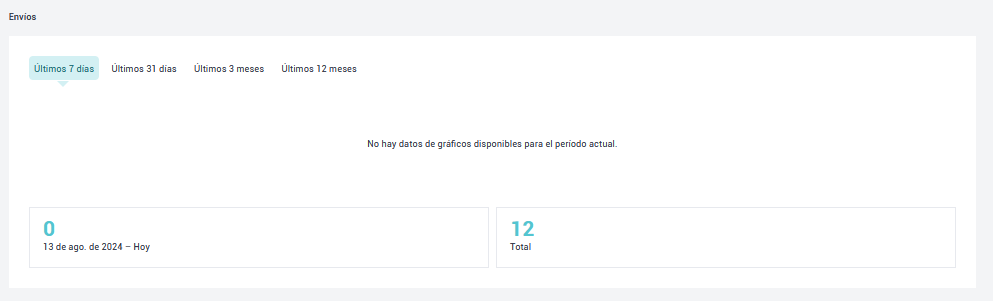 Envíos
Últimos 7 días
Últimos 31 días
Últimos 3 meses
Últimos 12 meses
No hay datos de gráficos disponibles para el período actual.
0
13 de ago. de 2024 – Hoy
12
Total